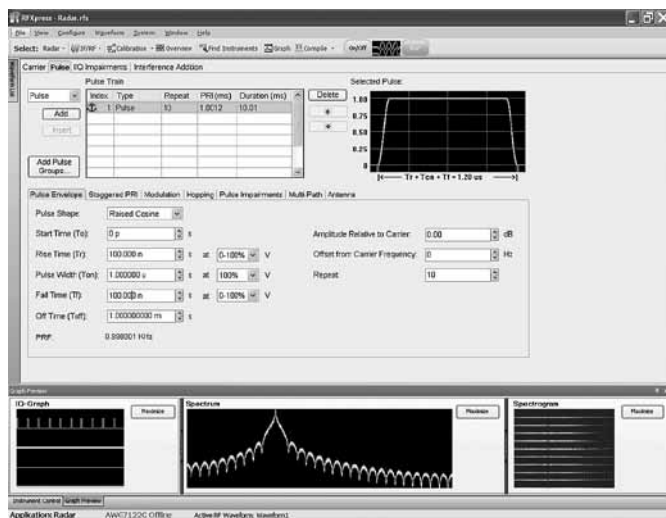 RFXpress - Radar.rfs
File View Configure Waveform System Window Help
Select: Radar - IQ/IF/RF - Calibration - Overview Find Instruments Graph Compile - On/Off
Carrier Pulse IQ Impairments Interference Addition
Pulse Train
Selected Pulse:
Pulse
Index Type Repeat PRI(ms) Duration (ms)
Delete
1 Pulse 10 1.0012 10.01
Add
Insert
Add Pulse
Groups...
1.00
0.75
0.50
0.25
0
Tr + Ton + Tf = 1.20 us
Pulse Envelope Staggered PRI Modulation Hopping Pulse Impairments Multi-Path Antenna
Pulse Shape: Raised Cosine
Start Time (To): 0 p s
Amplitude Relative to Carrier: 0.00 dB
Rise Time (Tr): 100.000 n s at 0-100% V
Offset from Carrier Frequency: 0 Hz
Pulse Width (Ton): 1.000000 u s at 100% V
Repeat: 10
Fall Time (Tf): 100.000 n s at 0-100% V
Off Time (Toff): 1.000000000 m s
PRF: 0.998801 KHz
Graph Preview
IQ-Graph
Maximize
Spectrum
Maximize
Spectrogram
Maximize
Instrument Control Graph Preview
Application: Radar AWG7122C Offline Active RF Waveform: Waveform1